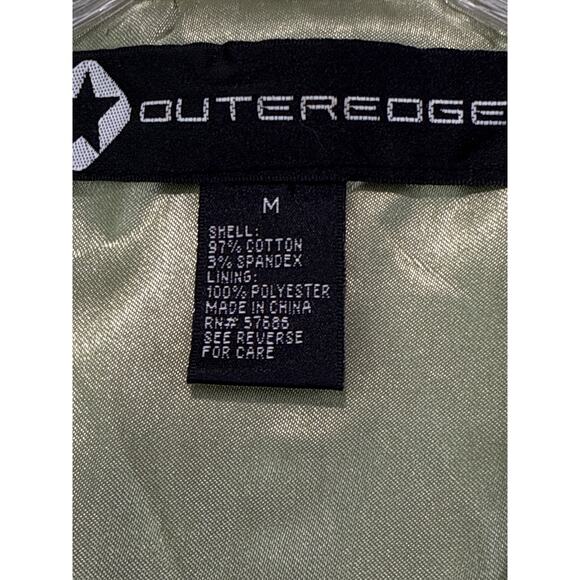 OUTEREDGE
M
SHELL:
97% COTTON
3% SPANDEX
LINING:
100% POLYESTER
MADE IN CHINA
RN# 57686
SEE REVERSE
FOR CARE